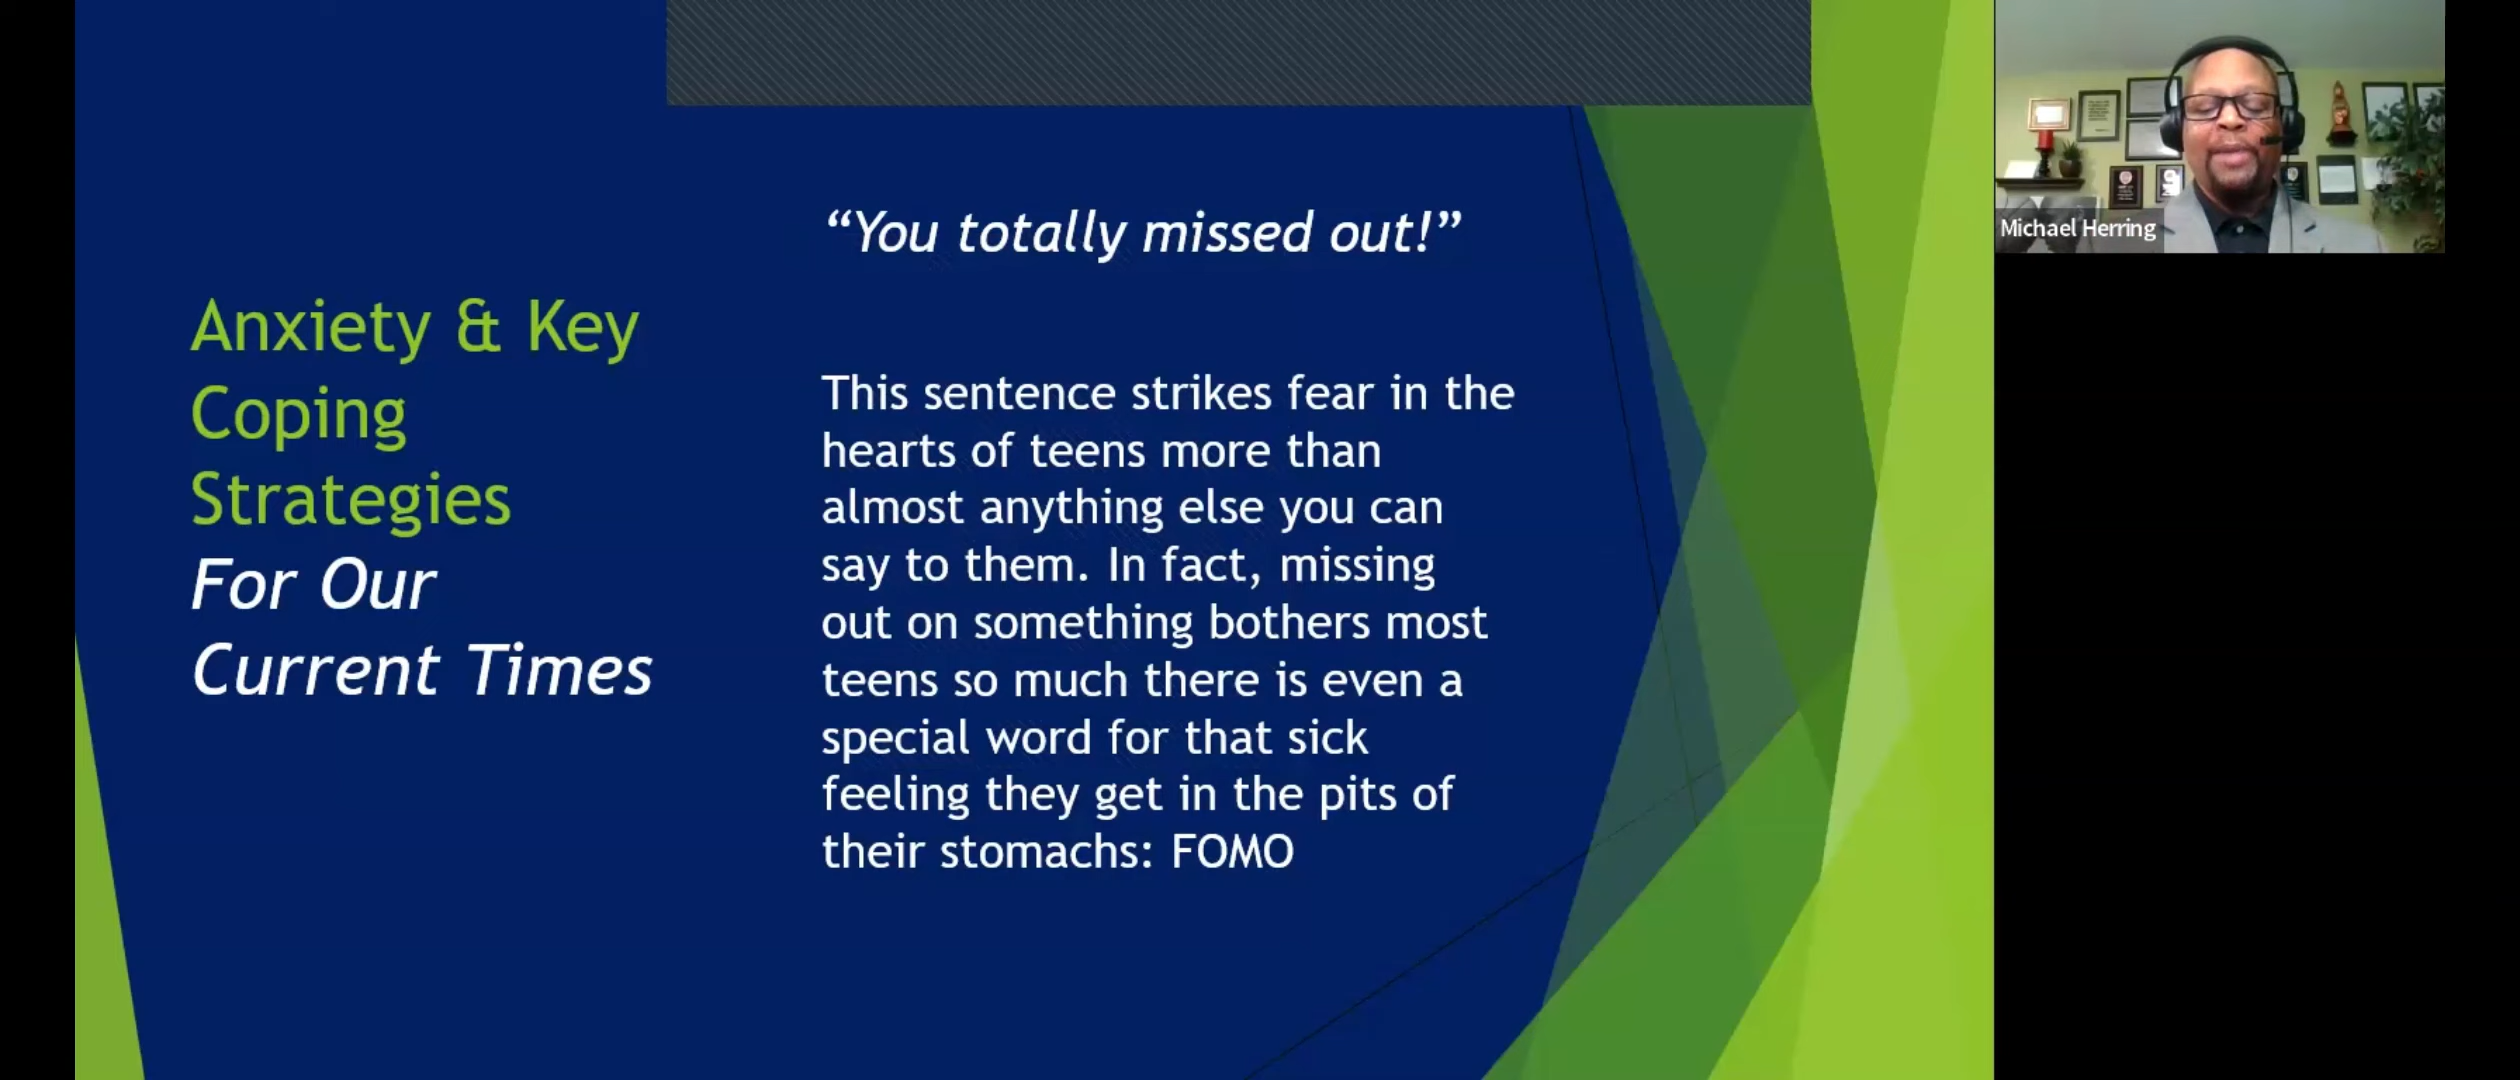 Anxiety & Key
Coping
Strategies
For Our
Current Times
“You totally missed out!”
This sentence strikes fear in the
hearts of teens more than
almost anything else you can
say to them. In fact, missing
out on something bothers most
teens so much there is even a
special word for that sick
feeling they get in the pits of
their stomachs: FOMO
Michael Herring